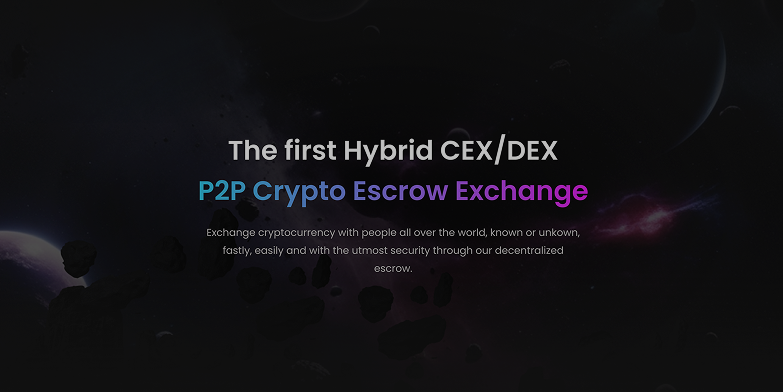 The first Hybrid CEX/DEX
P2P Crypto Escrow Exchange
Exchange cryptocurrency with people all over the world, known or unkown,
fastly, easily and with the utmost security through our decentralized
escrow.